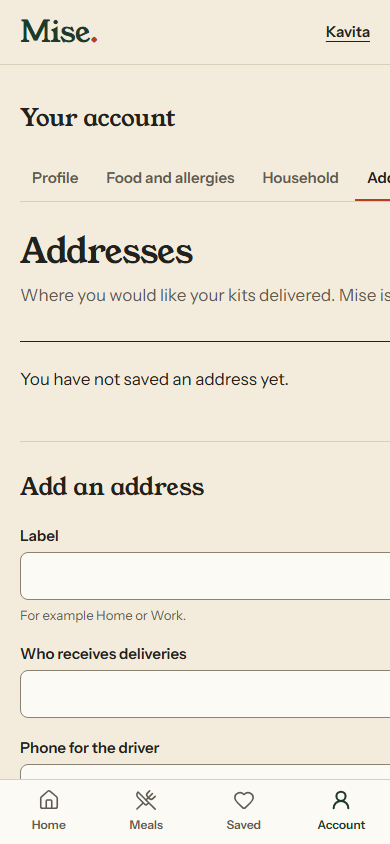 Mise.
Kavita
Your account
Profile Food and allergies Household
Addresses
Where you would like your kits delivered. Mise is
You have not saved an address yet.
Add an address
Label
For example Home or Work.
Who receives deliveries
Phone for the driver
Home Meals Saved Account